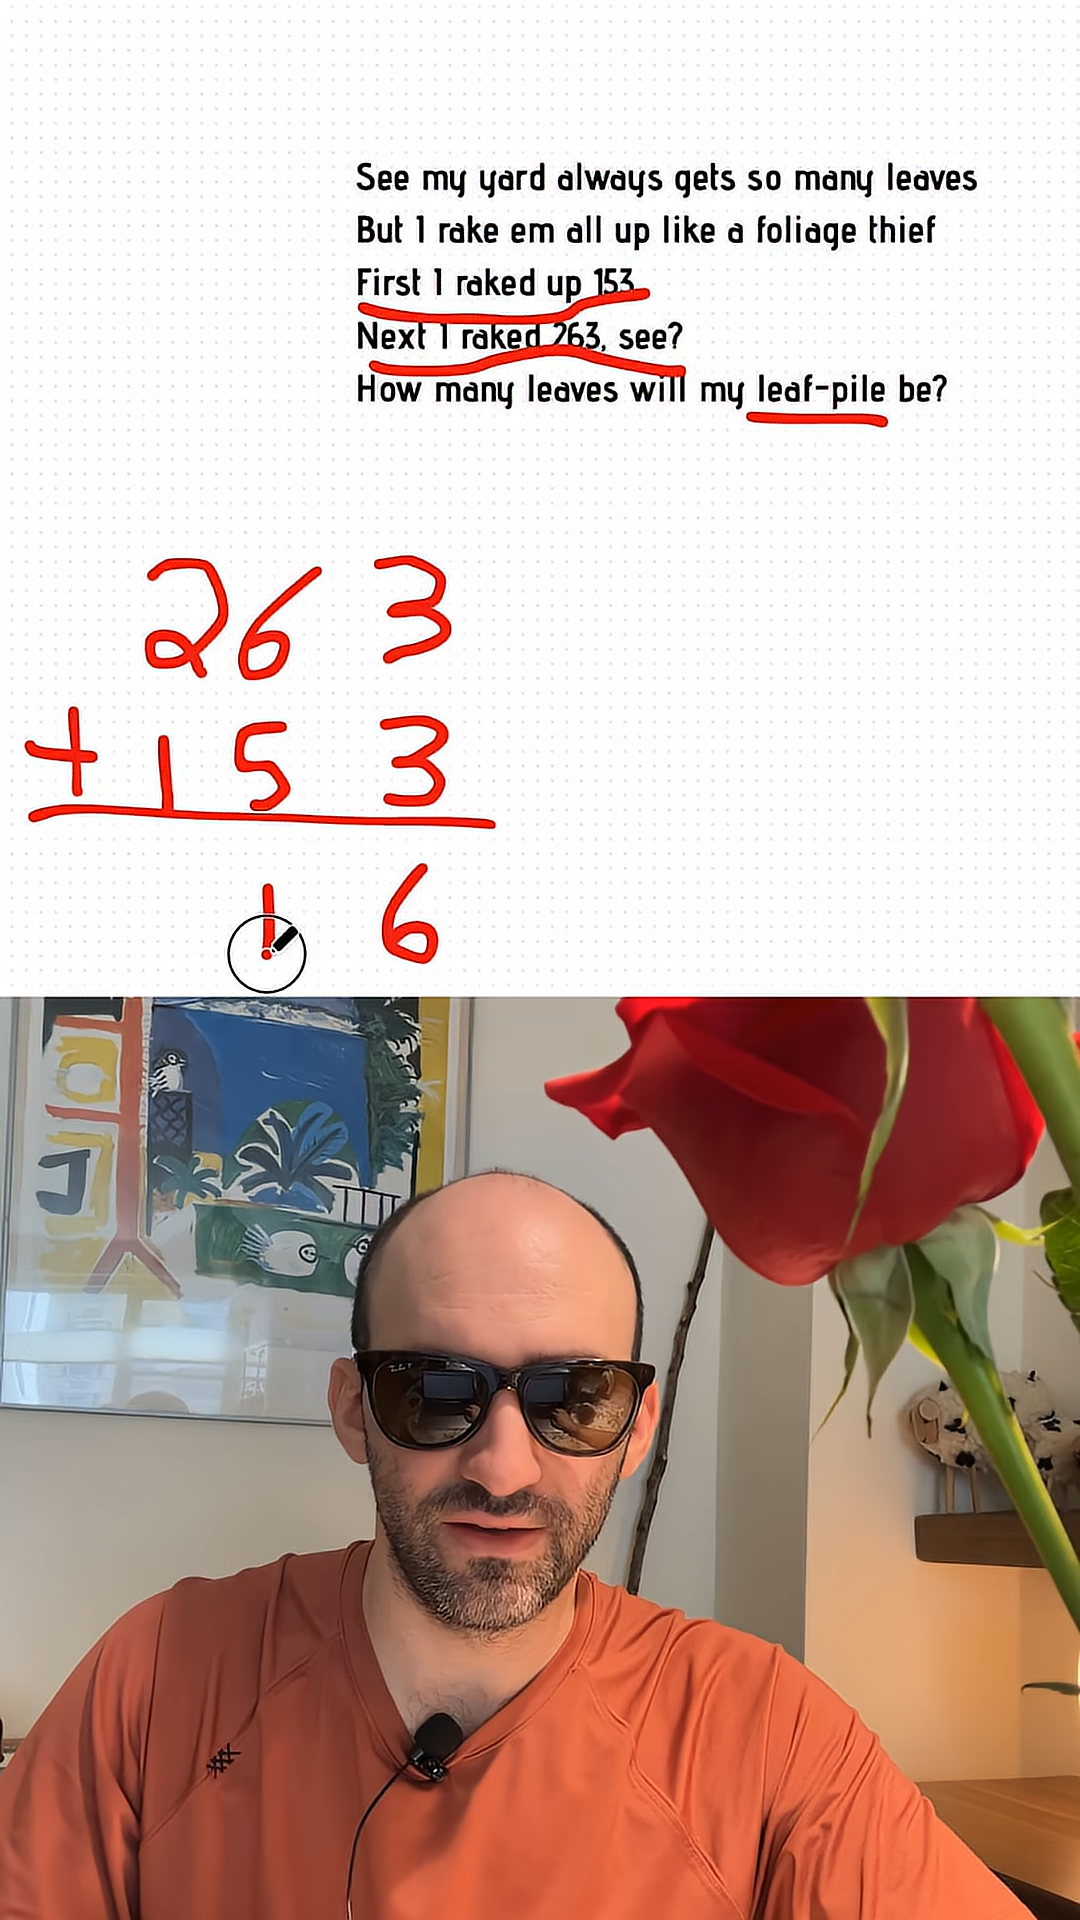 See my yard always gets so many leaves
But I rake em all up like a foliage thief
First I raked up 153
Next I raked 263, see?
How many leaves will my leaf-pile be?
263
+ 153
16